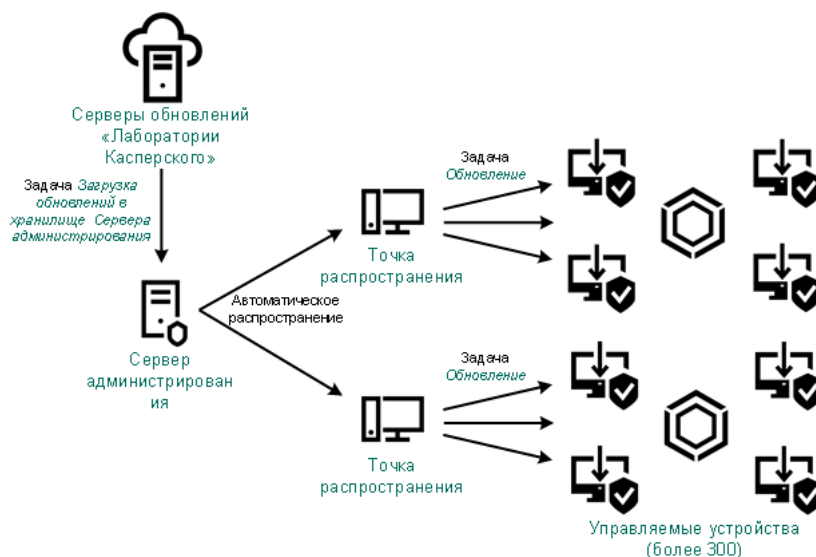 Серверы обновлений
«Лаборатории
Касперского»
Задача Загрузка
обновлений в
хранилище Сервера
администрирования
Сервер
администрирован
ия
Автоматическое
распространение
Точка
распространения
Задача
Обновление
Точка
распространения
Задача
Обновление
Управляемые устройства
(более 300)